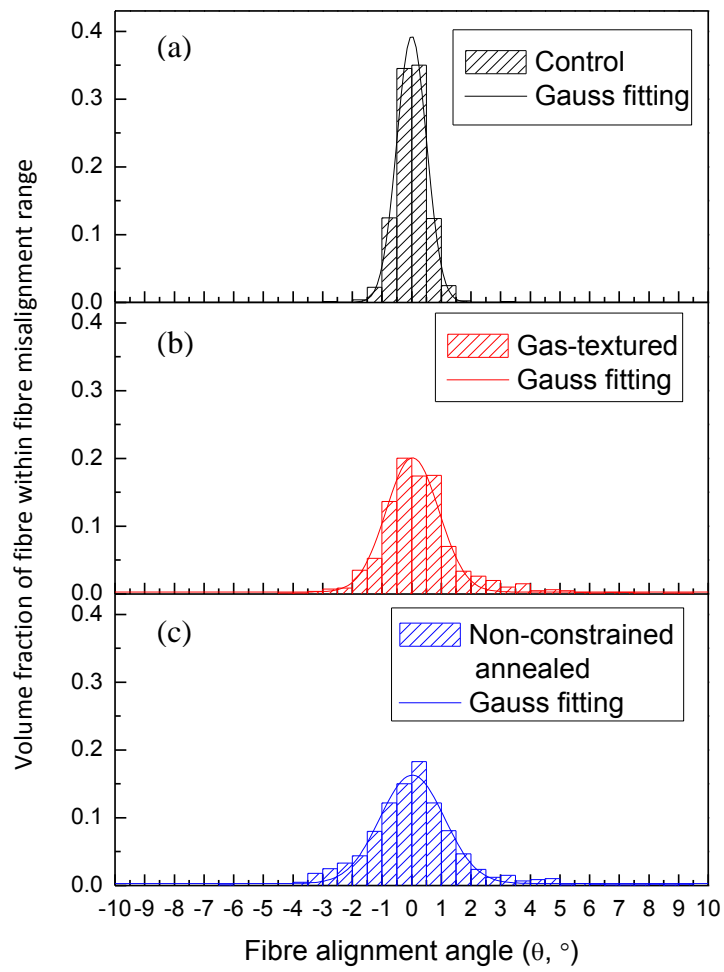 Volume fraction of fibre within fibre misalignment range
0.4
0.3
0.2
0.1
0.0
(a)
Control
Gauss fitting
0.4
0.3
0.2
0.1
0.0
(b)
Gas-textured
Gauss fitting
0.4
0.3
0.2
0.1
0.0
(c)
Non-constrained
annealed
Gauss fitting
-10 -9 -8 -7 -6 -5 -4 -3 -2 -1 0 1 2 3 4 5 6 7 8 9 10
Fibre alignment angle (θ, °)